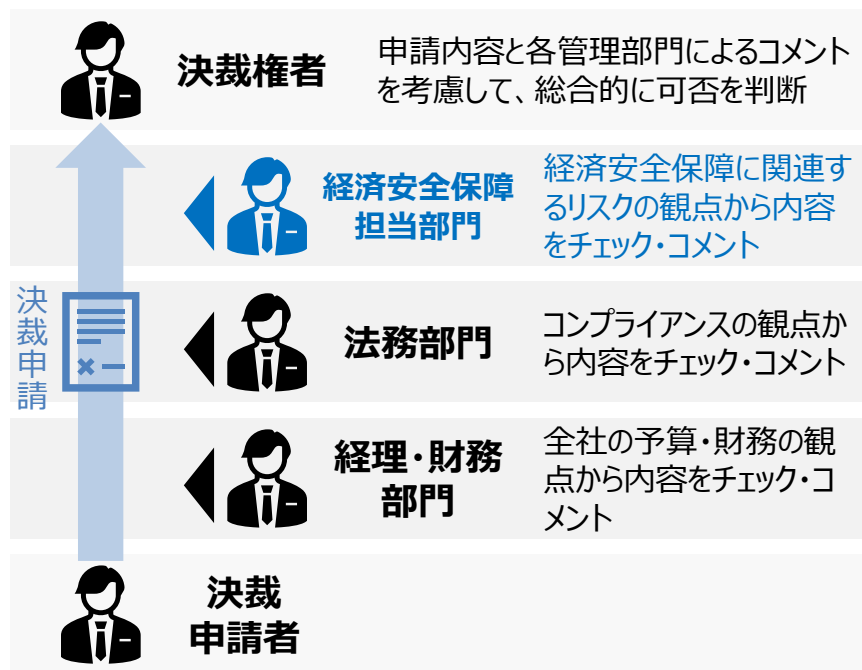 決裁権者
申請内容と各管理部門によるコメント
を考慮して、総合的に可否を判断
経済安全保障
担当部門
経済安全保障に関連す
るリスクの観点から内容
をチェック・コメント
決裁申請
法務部門
コンプライアンスの観点か
ら内容をチェック・コメント
経理・財務
部門
全社の予算・財務の観
点から内容をチェック・コ
メント
決裁
申請者